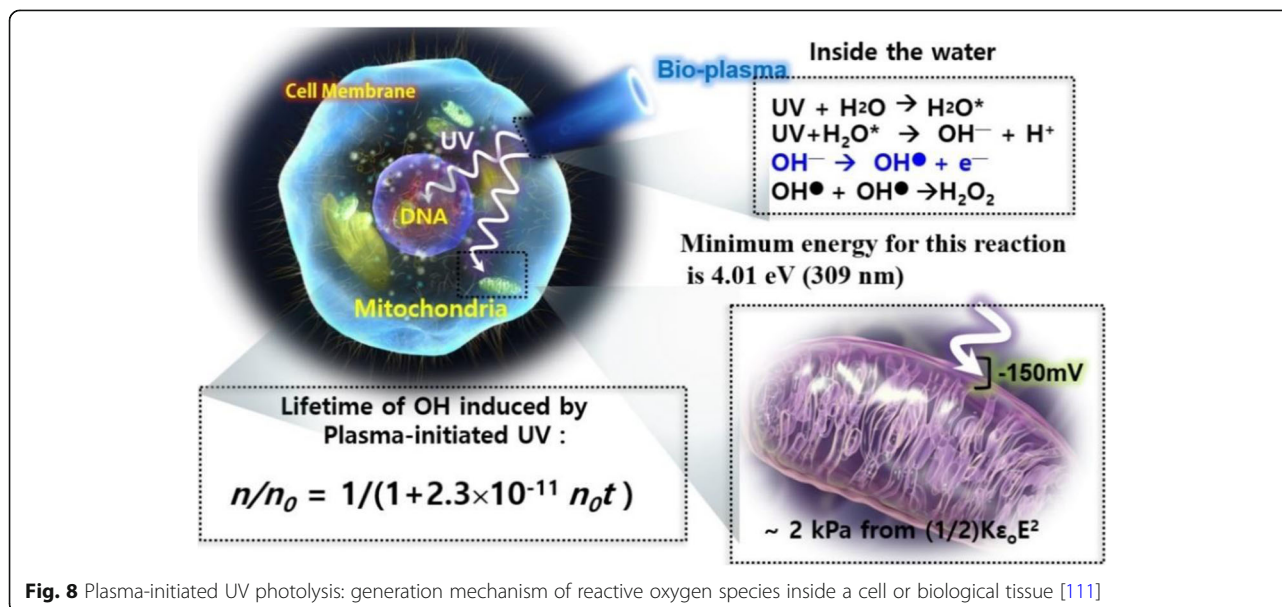 Cell Membrane
Bio-plasma
UV
DNA
Mitochondria
Inside the water
UV + H2O → H2O*
UV+H₂O* → OH⁻ + H⁺
OH⁻ → OH● + e⁻
OH● + OH● →H₂O₂
Minimum energy for this reaction
is 4.01 eV (309 nm)
Lifetime of OH induced by
Plasma-initiated UV :
n/n₀ = 1/(1+2.3×10⁻¹¹ n₀t )
-150mV
~ 2 kPa from (1/2)Kε₀E²
Fig. 8 Plasma-initiated UV photolysis: generation mechanism of reactive oxygen species inside a cell or biological tissue [111]